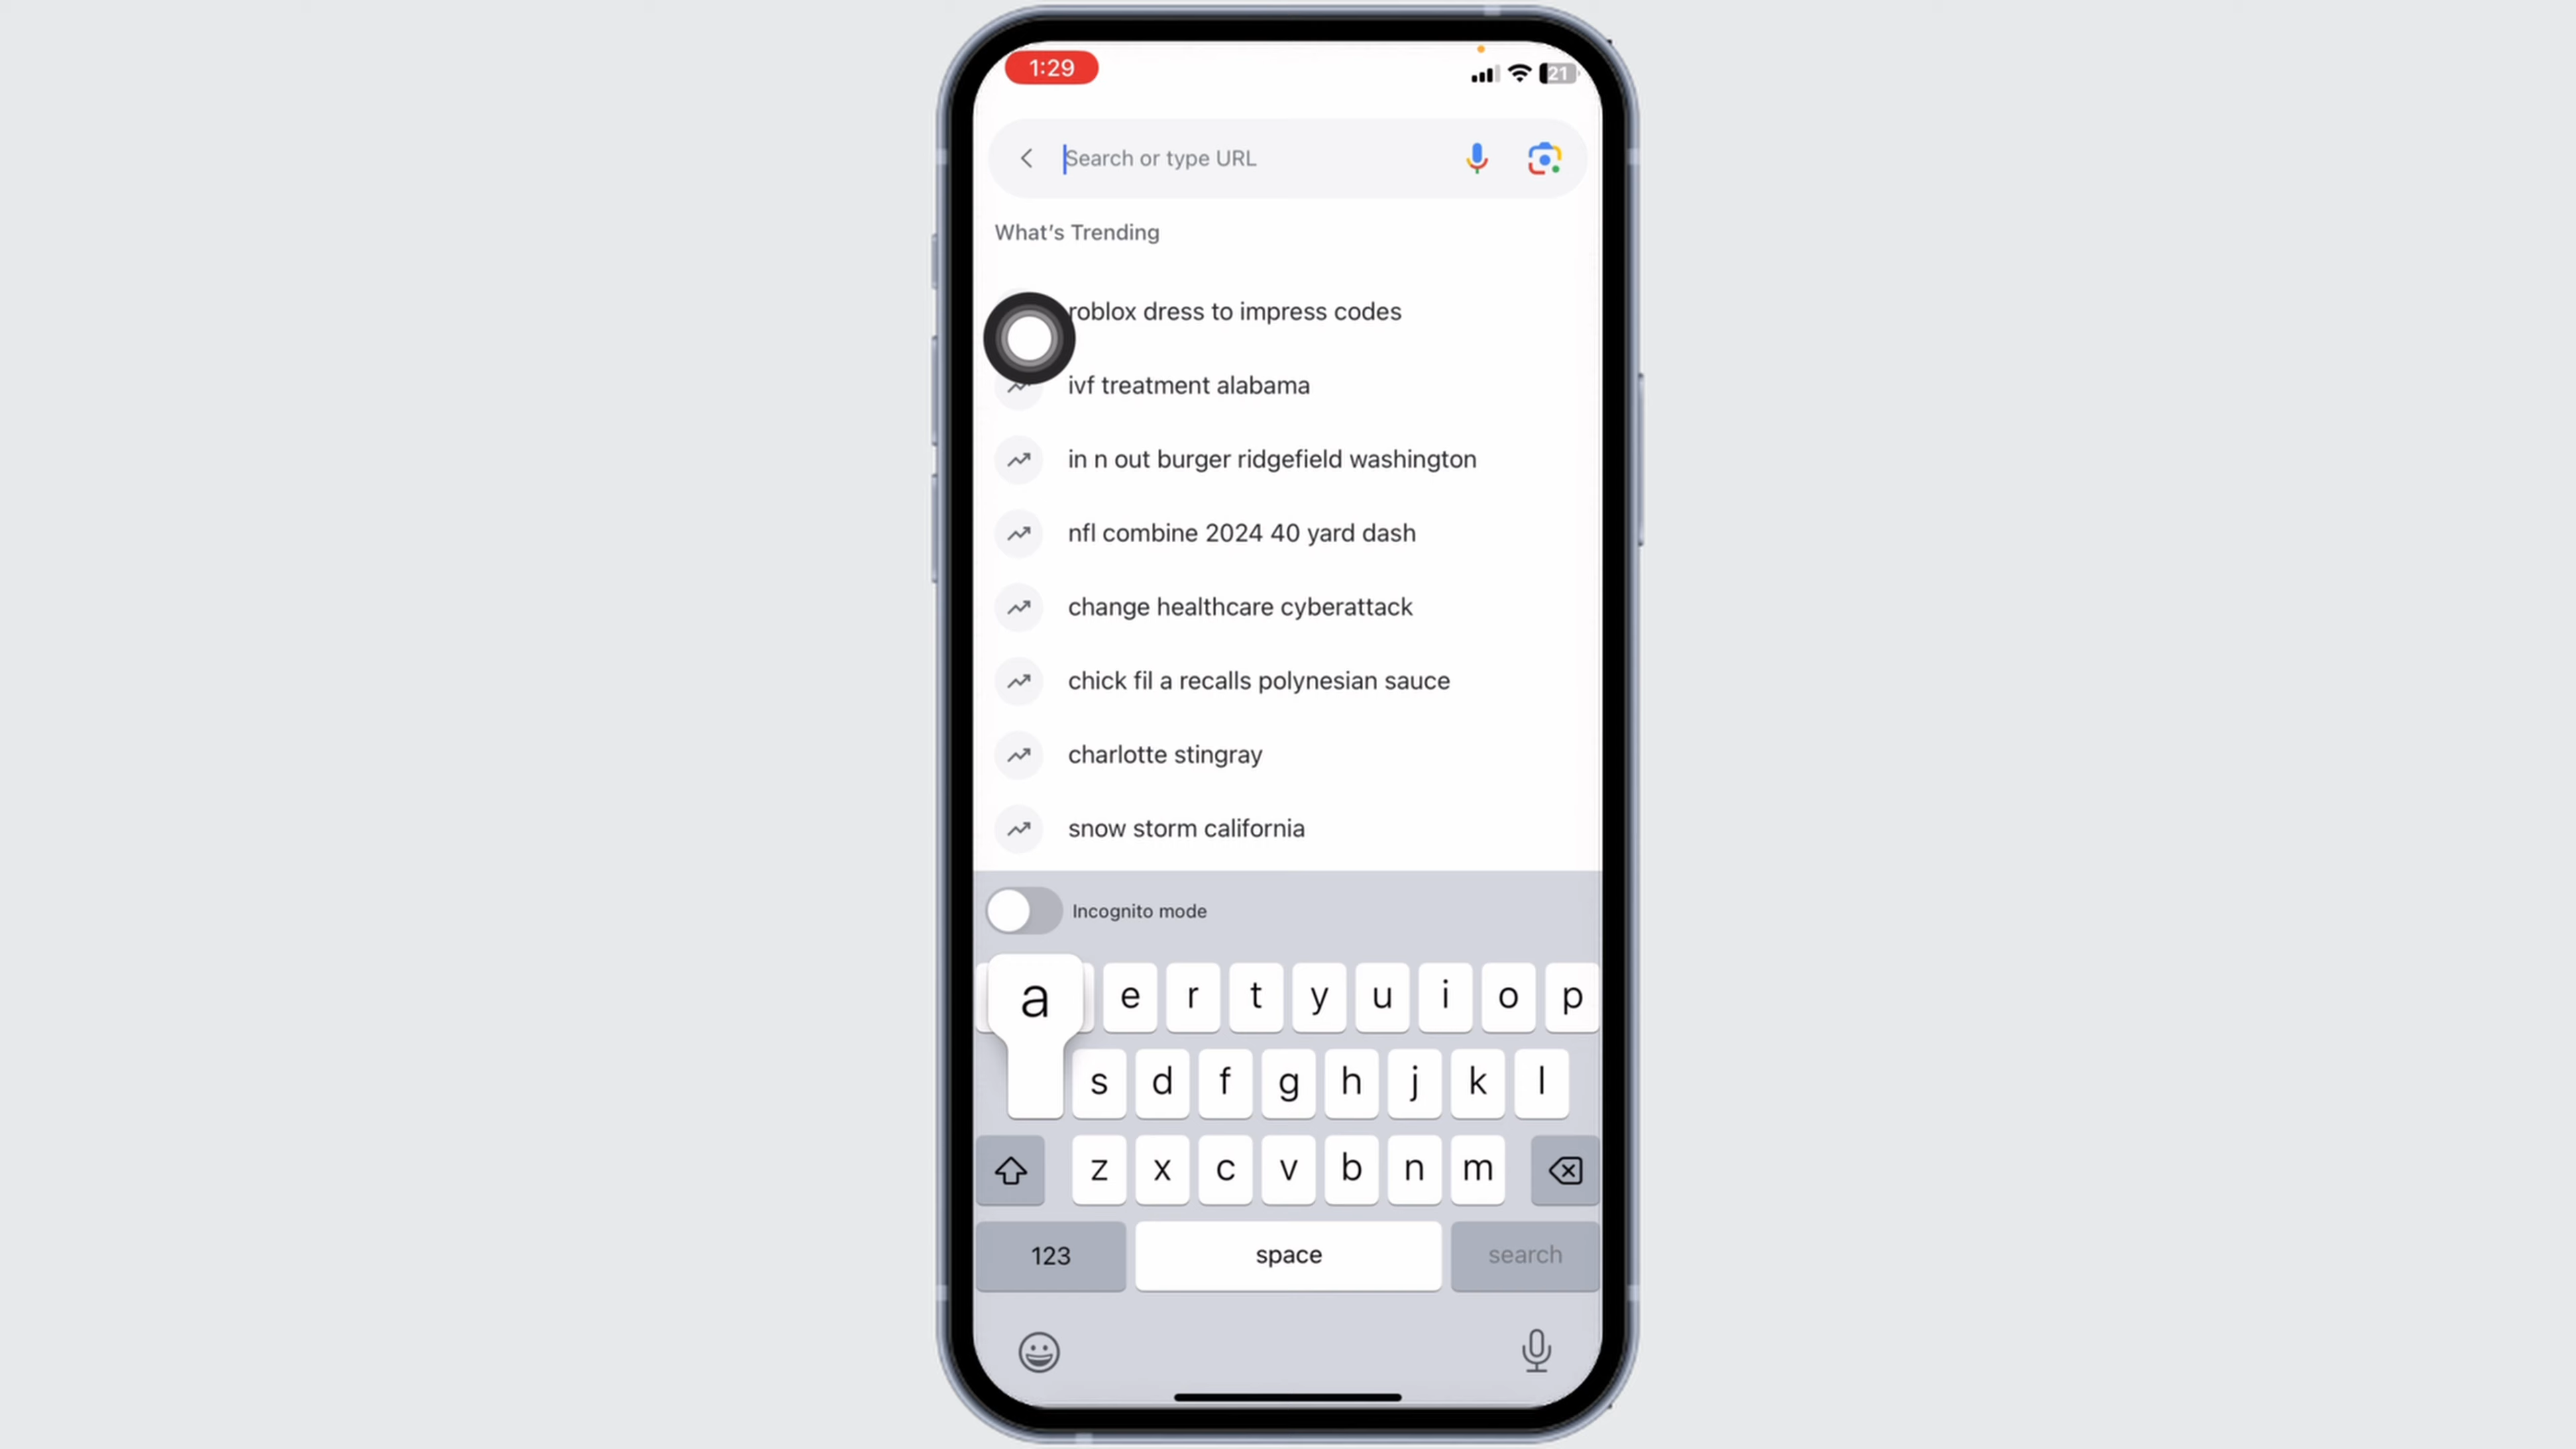 1:29
21
Search or type URL
What's Trending
roblox dress to impress codes
ivf treatment alabama
in n out burger ridgefield washington
nfl combine 2024 40 yard dash
change healthcare cyberattack
chick fil a recalls polynesian sauce
charlotte stingray
snow storm california
Incognito mode
a e r t y u i o p
s d f g h j k l
z x c v b n m
123 space search